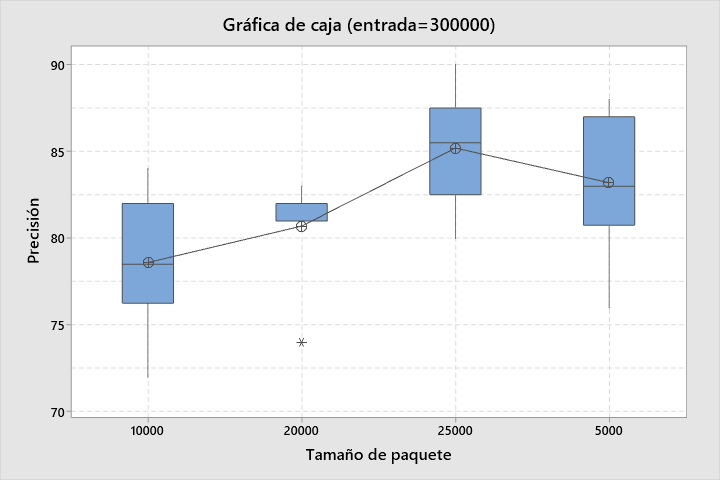 Gráfica de caja (entrada=300000)
90
85
80
75
70
Precisión
10000 20000 25000 5000
Tamaño de paquete